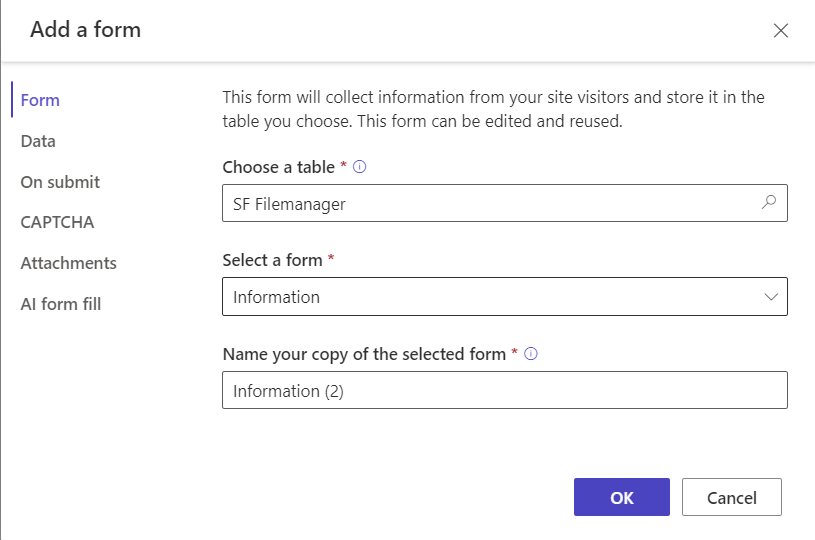 Add a form
Form
Data
On submit
CAPTCHA
Attachments
AI form fill
This form will collect information from your site visitors and store it in the
table you choose. This form can be edited and reused.
Choose a table *
SF Filemanager
Select a form *
Information
Name your copy of the selected form *
Information (2)
OK
Cancel